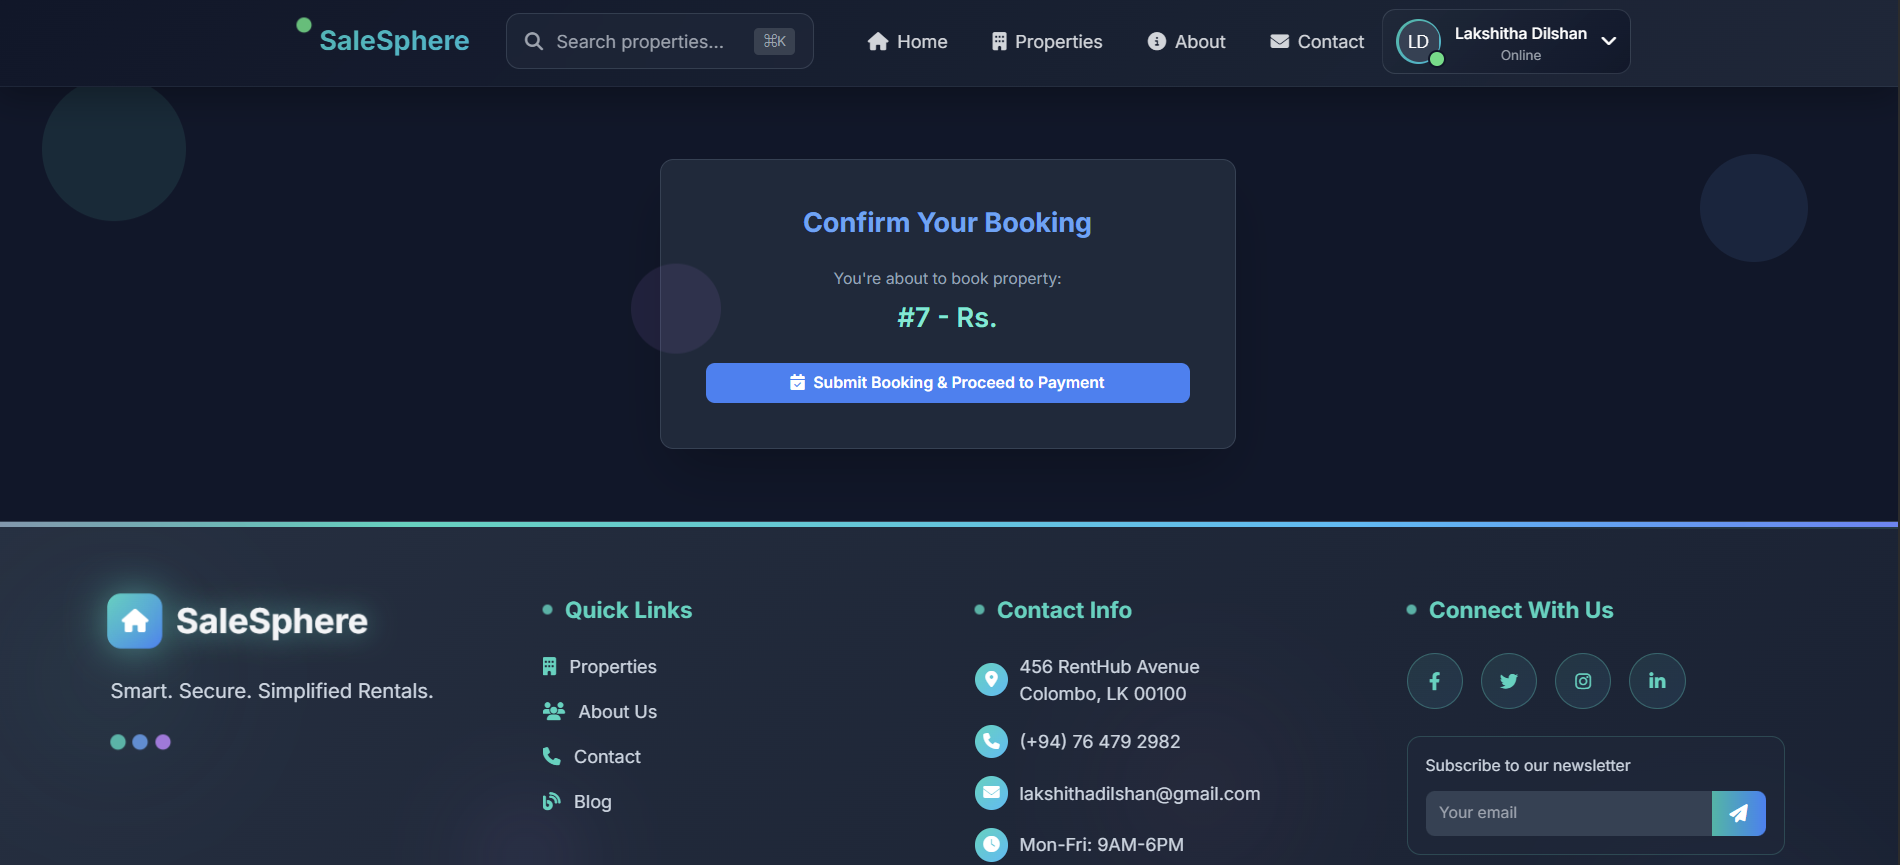 SaleSphere
Search properties... ⌘K
Home
Properties
About
Contact
LD
Lakshitha Dilshan
Online
Confirm Your Booking
You're about to book property:
#7 - Rs.
Submit Booking & Proceed to Payment
SaleSphere
Smart. Secure. Simplified Rentals.
Quick Links
Properties
About Us
Contact
Blog
Contact Info
456 RentHub Avenue
Colombo, LK 00100
(+94) 76 479 2982
lakshithadilshan@gmail.com
Mon-Fri: 9AM-6PM
Connect With Us
Subscribe to our newsletter
Your email